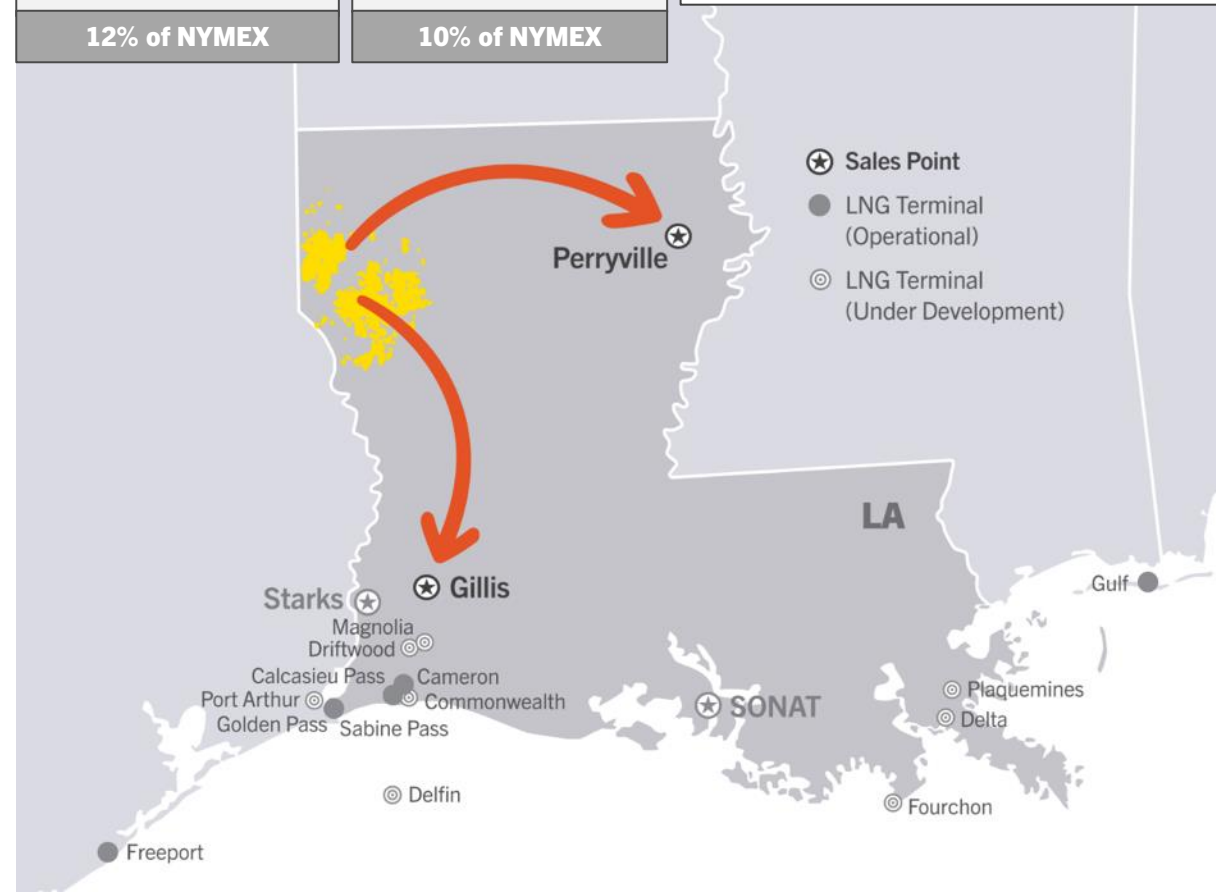 12% of NYMEX
10% of NYMEX
Sales Point
LNG Terminal
(Operational)
LNG Terminal
(Under Development)
Perryville
LA
Gillis
Starks
Gulf
Magnolia
Driftwood
Calcasieu Pass
Cameron
Port Arthur
Commonwealth
Golden Pass
Sabine Pass
SONAT
Plaquemines
Delta
Delfin
Fourchon
Freeport